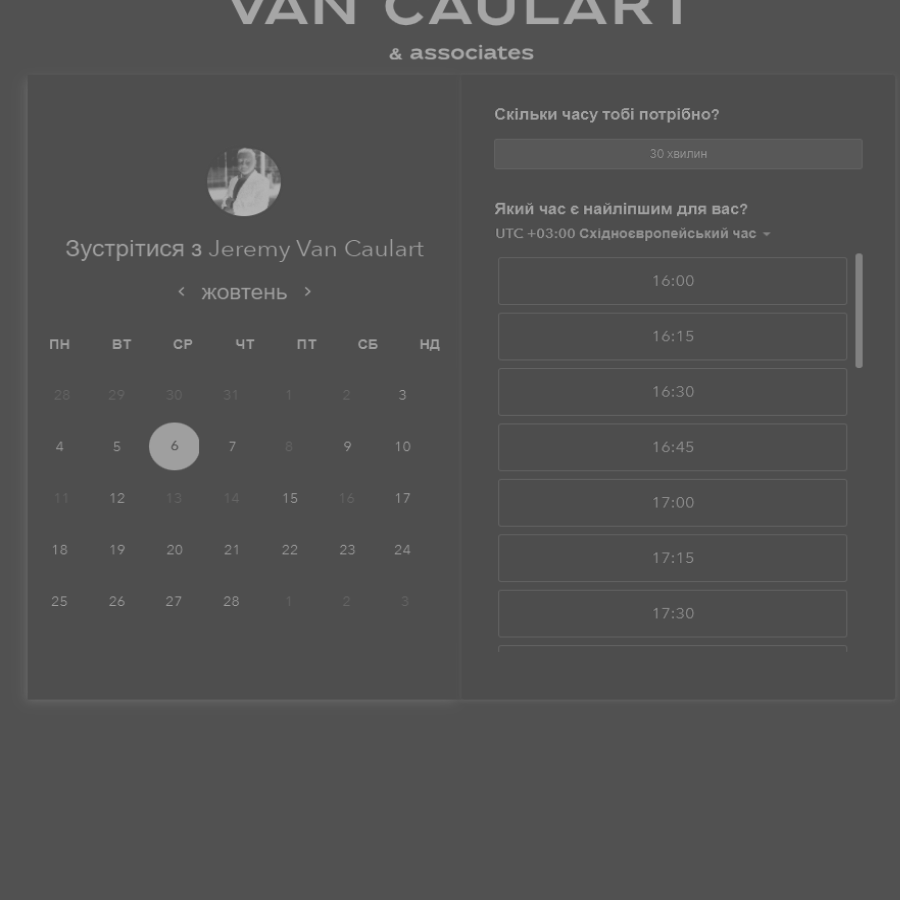 VAN CAULART
& associates
Зустрітися з Jeremy Van Caulart
жовтень
ПН ВТ СР ЧТ ПТ СБ НД
28 29 30 31 1 2 3
4 5 6 7 8 9 10
11 12 13 14 15 16 17
18 19 20 21 22 23 24
25 26 27 28 1 2 3
Скільки часу тобі потрібно?
30 хвилин
Який час є найліпшим для вас?
UTC +03:00 Східноєвропейський час
16:00
16:15
16:30
16:45
17:00
17:15
17:30